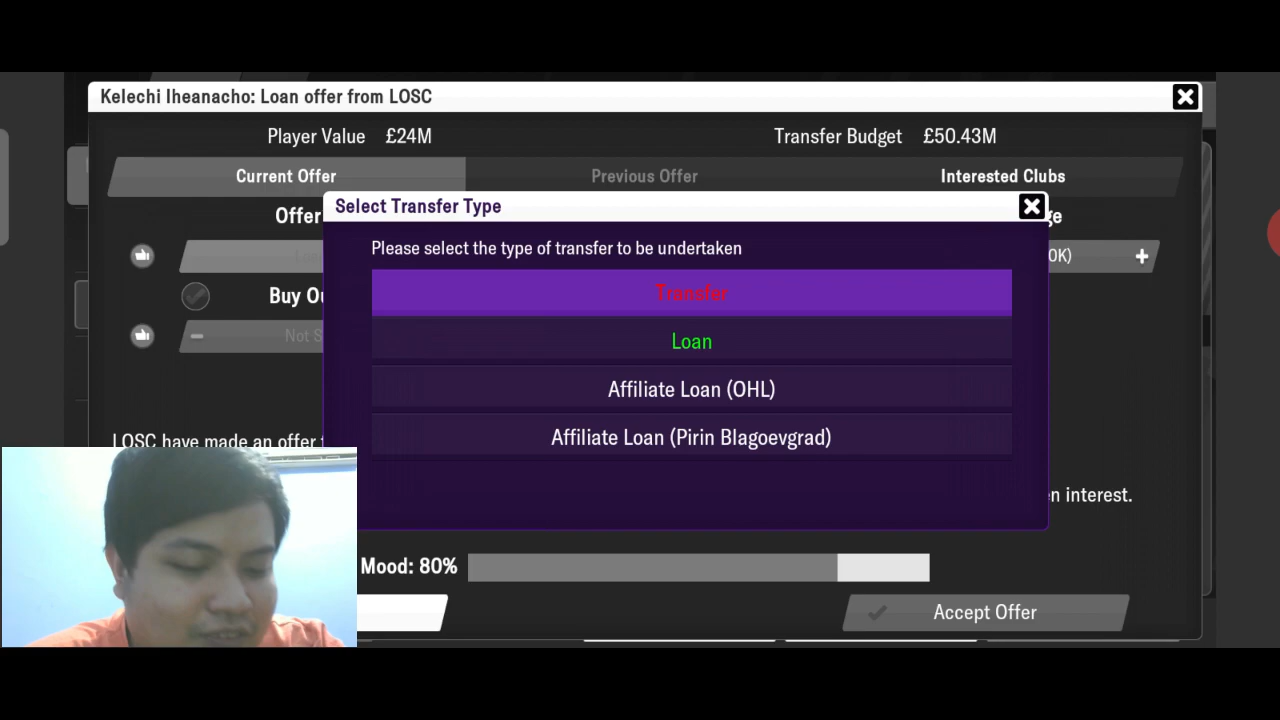 Kelechi Iheanacho: Loan offer from LOSC
Player Value £24M
Transfer Budget £50.43M
Current Offer
Previous Offer
Interested Clubs
Offer
Select Transfer Type
Please select the type of transfer to be undertaken
Transfer
Loan
Affiliate Loan (OHL)
Affiliate Loan (Pirin Blagoevgrad)
0K) +
Buy Ou
Not S
LOSC have made an offer
n interest.
Mood: 80%
Accept Offer